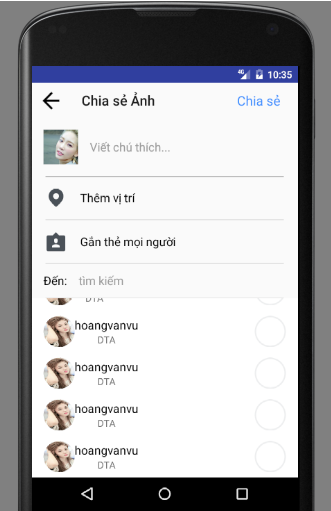 4G 10:35
Chia sẻ Ảnh Chia sẻ
Viết chú thích...
Thêm vị trí
Gắn thẻ mọi người
Đến: tìm kiếm
DTA
hoangvanvu
DTA
hoangvanvu
DTA
hoangvanvu
DTA
hoangvanvu
DTA